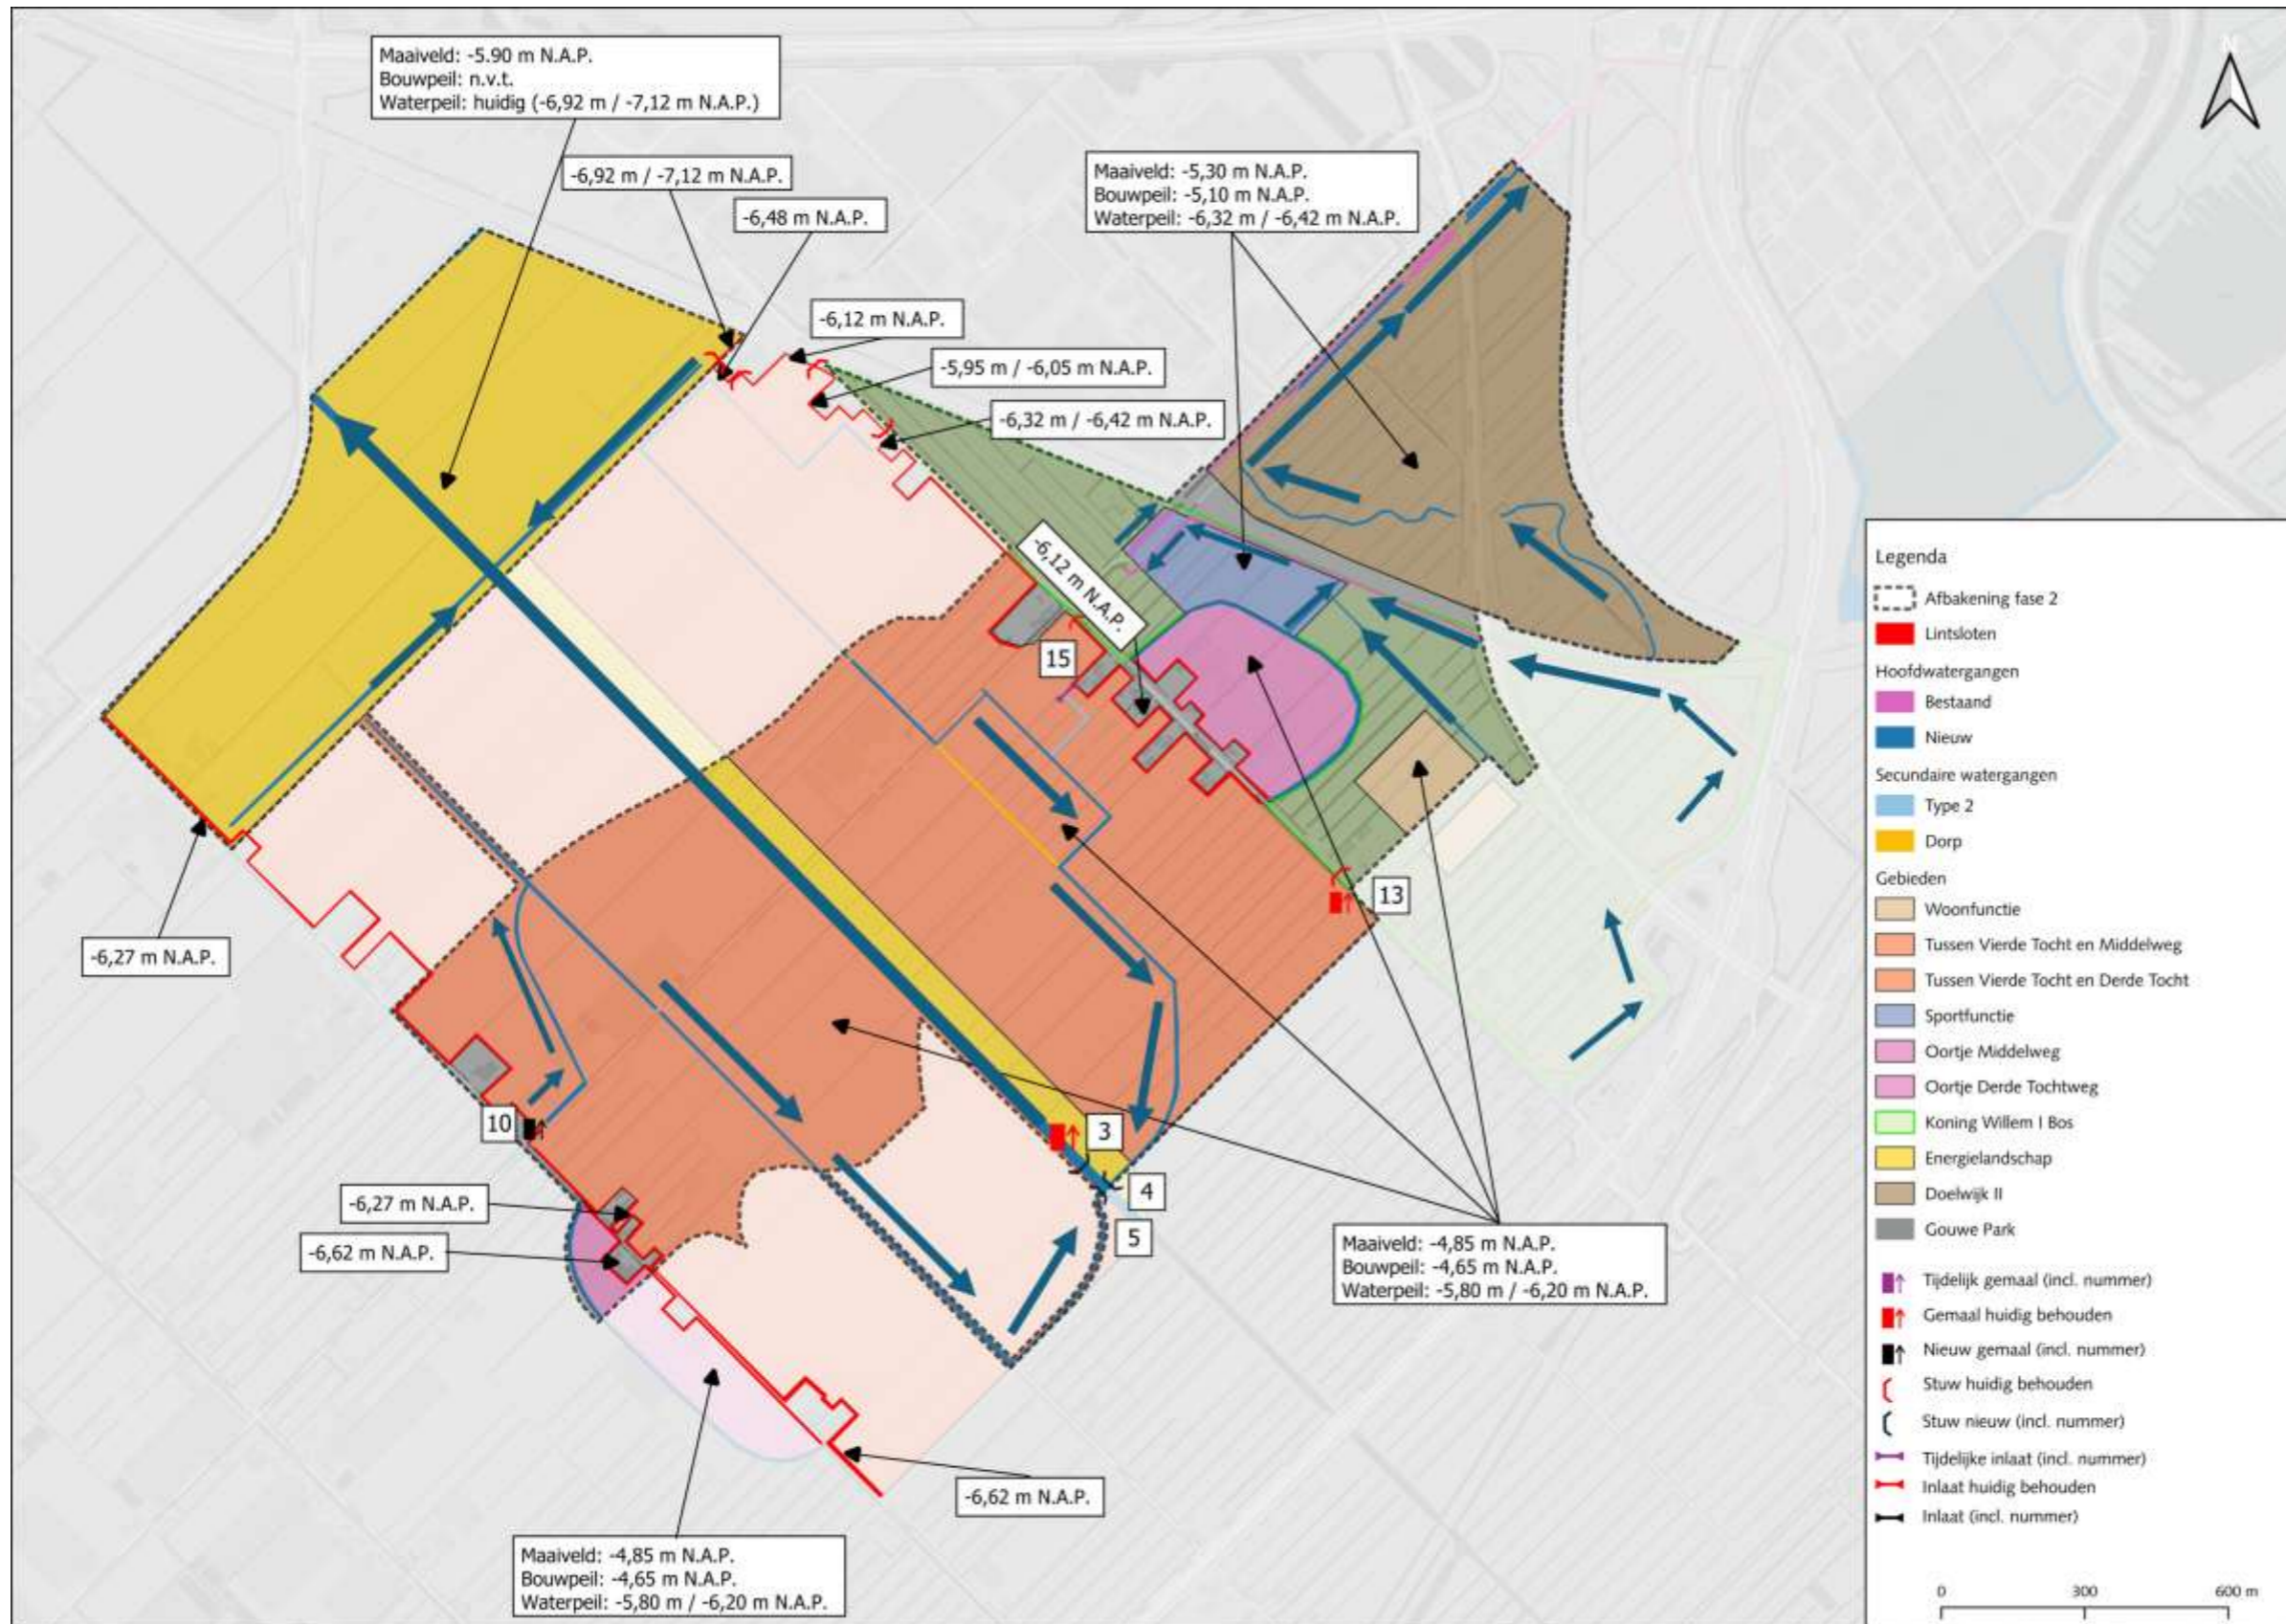 Maaiveld: -5.90 m N.A.P.
Bouwpeil: n.v.t.
Waterpeil: huidig (-6,92 m / -7,12 m N.A.P.)
-6,92 m / -7,12 m N.A.P.
-6,48 m N.A.P.
Maaiveld: -5,30 m N.A.P.
Bouwpeil: -5,10 m N.A.P.
Waterpeil: -6,32 m / -6,42 m N.A.P.
N
-6,12 m N.A.P.
-5,95 m / -6,05 m N.A.P.
-6,32 m / -6,42 m N.A.P.
-6,12 m N.A.P.
15
13
-6,27 m N.A.P.
10
3
4
5
-6,27 m N.A.P.
-6,62 m N.A.P.
Maaiveld: -4,85 m N.A.P.
Bouwpeil: -4,65 m N.A.P.
Waterpeil: -5,80 m / -6,20 m N.A.P.
-6,62 m N.A.P.
Maaiveld: -4,85 m N.A.P.
Bouwpeil: -4,65 m N.A.P.
Waterpeil: -5,80 m / -6,20 m N.A.P.
Legenda
Afbakening fase 2
Lintsloten
Hoofdwatergangen
Bestaand
Nieuw
Secundaire watergangen
Type 2
Dorp
Gebieden
Woonfunctie
Tussen Vierde Tocht en Middelweg
Tussen Vierde Tocht en Derde Tocht
Sportfunctie
Oortje Middelweg
Oortje Derde Tochtweg
Koning Willem I Bos
Energielandschap
Doelwijk II
Gouwe Park
Tijdelijk gemaal (incl. nummer)
Gemaal huidig behouden
Nieuw gemaal (incl. nummer)
Stuw huidig behouden
Stuw nieuw (incl. nummer)
Tijdelijke inlaat (incl. nummer)
Inlaat huidig behouden
Inlaat (incl. nummer)
0 300 600 m